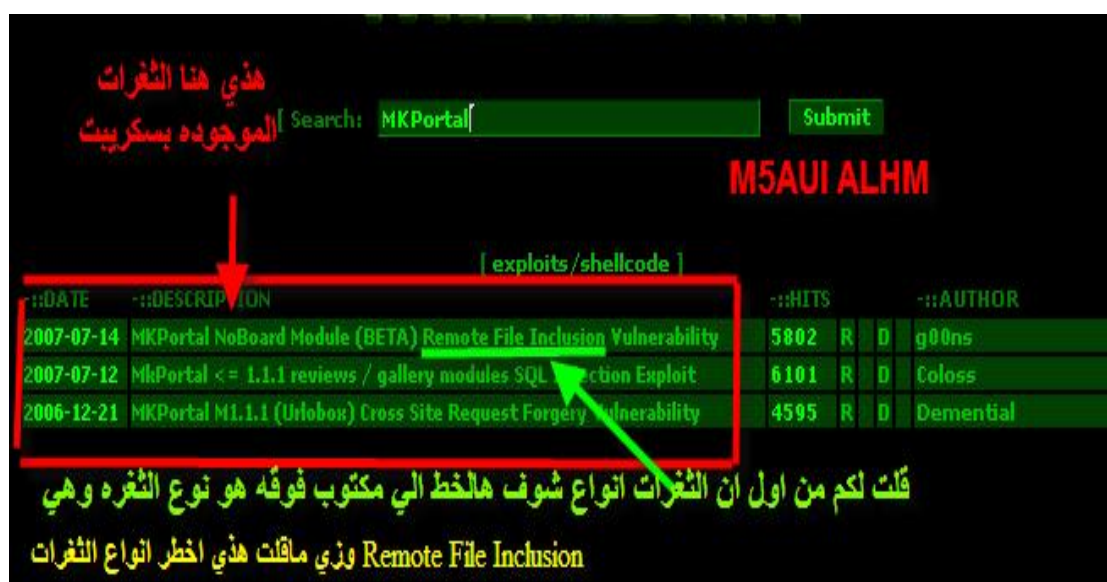 هذي هنا الثغرات
الموجوده بسكريبت
[ Search: MKPortal Submit
M5AUI ALHM
[ exploits/shellcode ]
-::DATE -::DESCRIPTION -::HITS -::AUTHOR
2007-07-14 MKPortal NoBoard Module (BETA) Remote File Inclusion Vulnerability 5802 R D g00ns
2007-07-12 MkPortal <= 1.1.1 reviews / gallery modules SQL Exploit 6101 R D Coloss
2006-12-21 MKPortal M1.1.1 (Urlobox) Cross Site Request Forgery Vulnerability 4595 R D Demential
قلت لكم من اول ان الثغرات انواع شوف هالخط الي مكتوب فوقه هو نوع الثغره وهي
Remote File Inclusion وزي ماقلت هذي اخطر انواع الثغرات